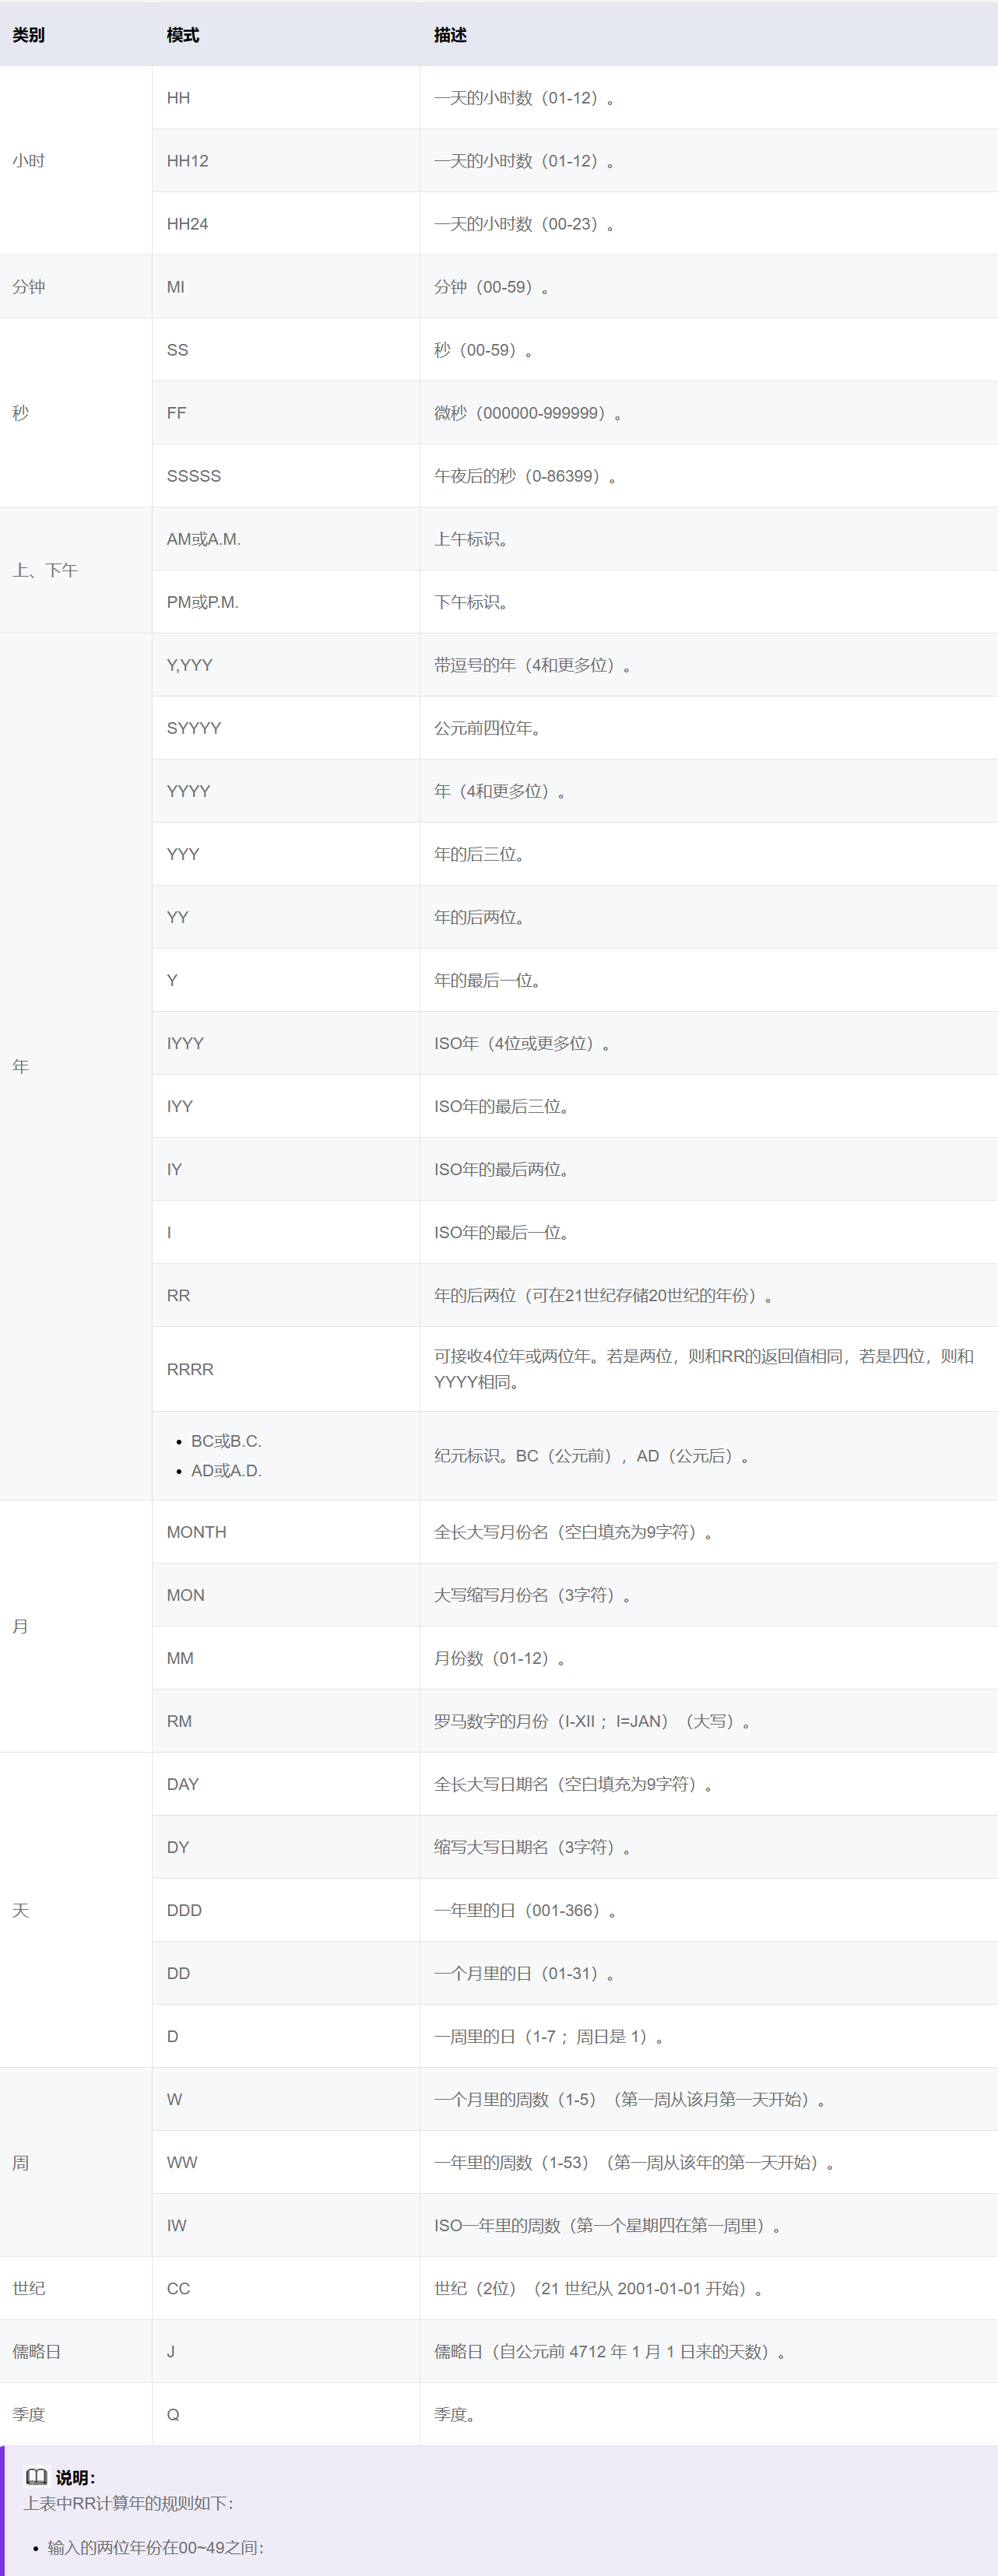 类别 模式 描述
小时
HH 一天的小时数（01-12）。
HH12 一天的小时数（01-12）。
HH24 一天的小时数（00-23）。
分钟 MI 分钟（00-59）。
秒
SS 秒（00-59）。
FF 微秒（000000-999999）。
SSSSS 午夜后的秒（0-86399）。
上、下午
AM或A.M. 上午标识。
PM或P.M. 下午标识。
年
Y,YYY 带逗号的年（4和更多位）。
SYYYY 公元前四位年。
YYYY 年（4和更多位）。
YYY 年的后三位。
YY 年的后两位。
Y 年的最后一位。
IYYY ISO年（4位或更多位）。
IYY ISO年的最后三位。
IY ISO年的最后两位。
I ISO年的最后一位。
RR 年的后两位（可在21世纪存储20世纪的年份）。
RRRR 可接收4位年或两位年。若是两位，则和RR的返回值相同，若是四位，则和
YYYY相同。
• BC或B.C.
• AD或A.D.
纪元标识。BC（公元前），AD（公元后）。
月
MONTH 全长大写月份名（空白填充为9字符）。
MON 大写缩写月份名（3字符）。
MM 月份数（01-12）。
RM 罗马数字的月份（I-XII ；I=JAN）（大写）。
天
DAY 全长大写日期名（空白填充为9字符）。
DY 缩写大写日期名（3字符）。
DDD 一年里的日（001-366）。
DD 一个月里的日（01-31）。
D 一周里的日（1-7 ；周日是 1）。
周
W 一个月里的周数（1-5）（第一周从该月第一天开始）。
WW 一年里的周数（1-53）（第一周从该年的第一天开始）。
IW ISO一年里的周数（第一个星期四在第一周里）。
世纪 CC 世纪（2位）（21 世纪从 2001-01-01 开始）。
儒略日 J 儒略日（自公元前 4712 年 1 月 1 日来的天数）。
季度 Q 季度。
说明：
上表中RR计算年的规则如下：
• 输入的两位年份在00~49之间：